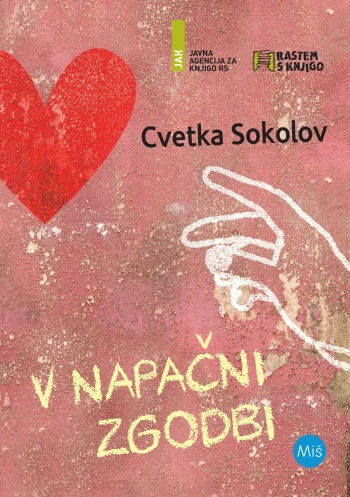 JAK
JAVNA
AGENCIJA ZA
KNJIGO RS
RASTEM
S KNJIGO
Cvetka Sokolov
V NAPAČNI
ZGODBI
Miš